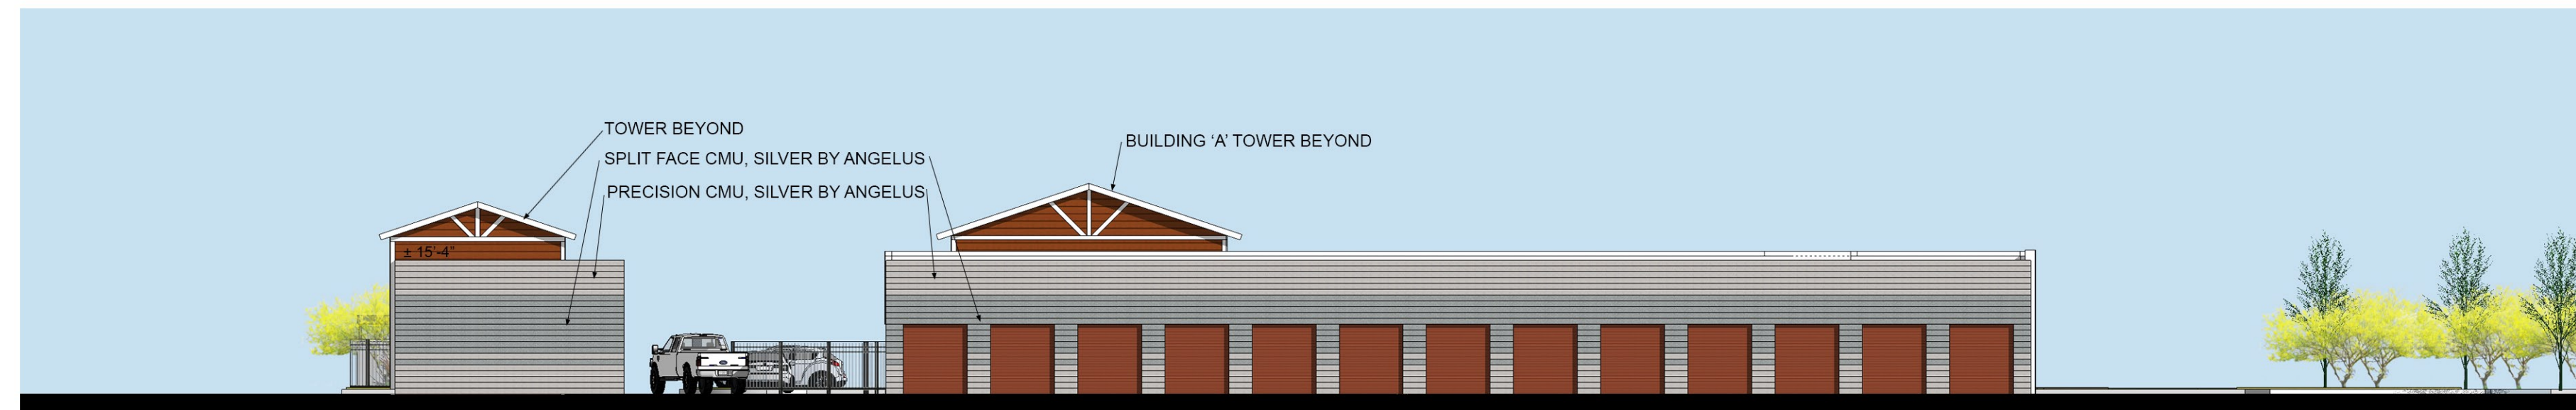 TOWER BEYOND
SPLIT FACE CMU, SILVER BY ANGELUS
PRECISION CMU, SILVER BY ANGELUS
BUILDING ‘A’ TOWER BEYOND
± 15'-4"